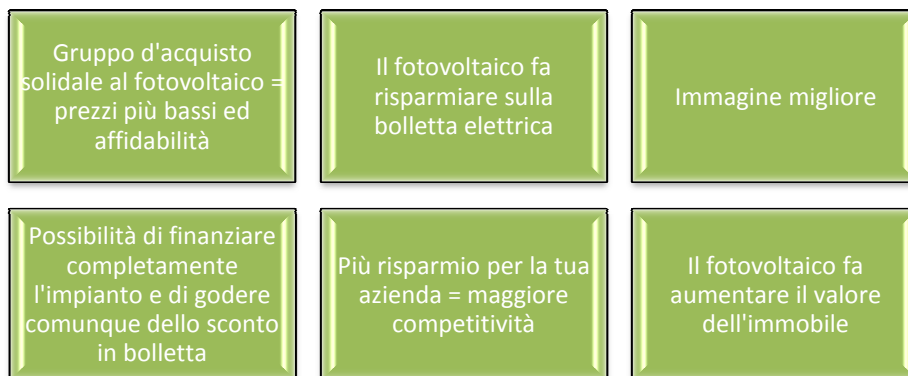 Gruppo d'acquisto
solidale al fotovoltaico =
prezzi più bassi ed
affidabilità
Il fotovoltaico fa
risparmiare sulla
bolletta elettrica
Immagine migliore
Possibilità di finanziare
completamente
l'impianto e di godere
comunque dello sconto
in bolletta
Più risparmio per la tua
azienda = maggiore
competitività
Il fotovoltaico fa
aumentare il valore
dell'immobile